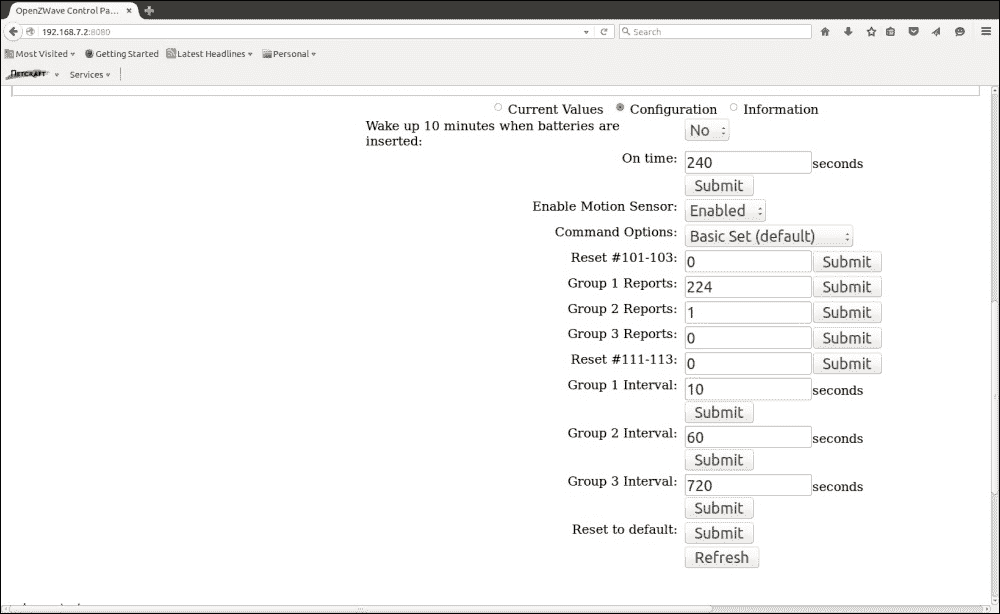 OpenZWave Control Pa...
192.168.7.2:8080
Search
Most Visited
Getting Started
Latest Headlines
Personal
NETCRAFT
Services
Current Values Configuration Information
Wake up 10 minutes when batteries are
inserted:
No
On time:
240 seconds
Submit
Enable Motion Sensor: Enabled
Command Options: Basic Set (default)
Reset #101-103: 0 Submit
Group 1 Reports: 224 Submit
Group 2 Reports: 1 Submit
Group 3 Reports: 0 Submit
Reset #111-113: 0 Submit
Group 1 Interval: 10 seconds
Submit
Group 2 Interval: 60 seconds
Submit
Group 3 Interval: 720 seconds
Submit
Reset to default: Submit
Refresh